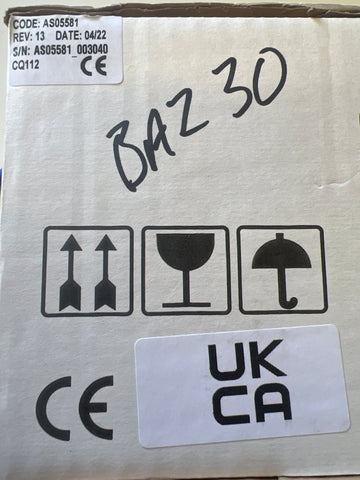 CODE: AS05581
REV: 13 DATE: 04/22
S/N: AS05581_003040
CQ112 CE
BAZ 30
CE
UK
CA